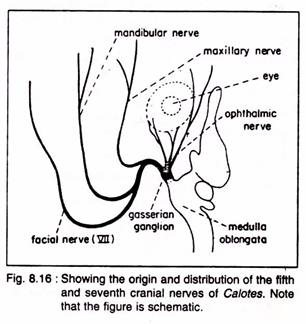 mandibular nerve
maxillary nerve
eye
ophthalmic
nerve
gasserian
ganglion
medulla
oblongata
facial nerve (VII)
Fig. 8.16 : Showing the origin and distribution of the fifth
and seventh cranial nerves of Calotes. Note
that the figure is schematic.